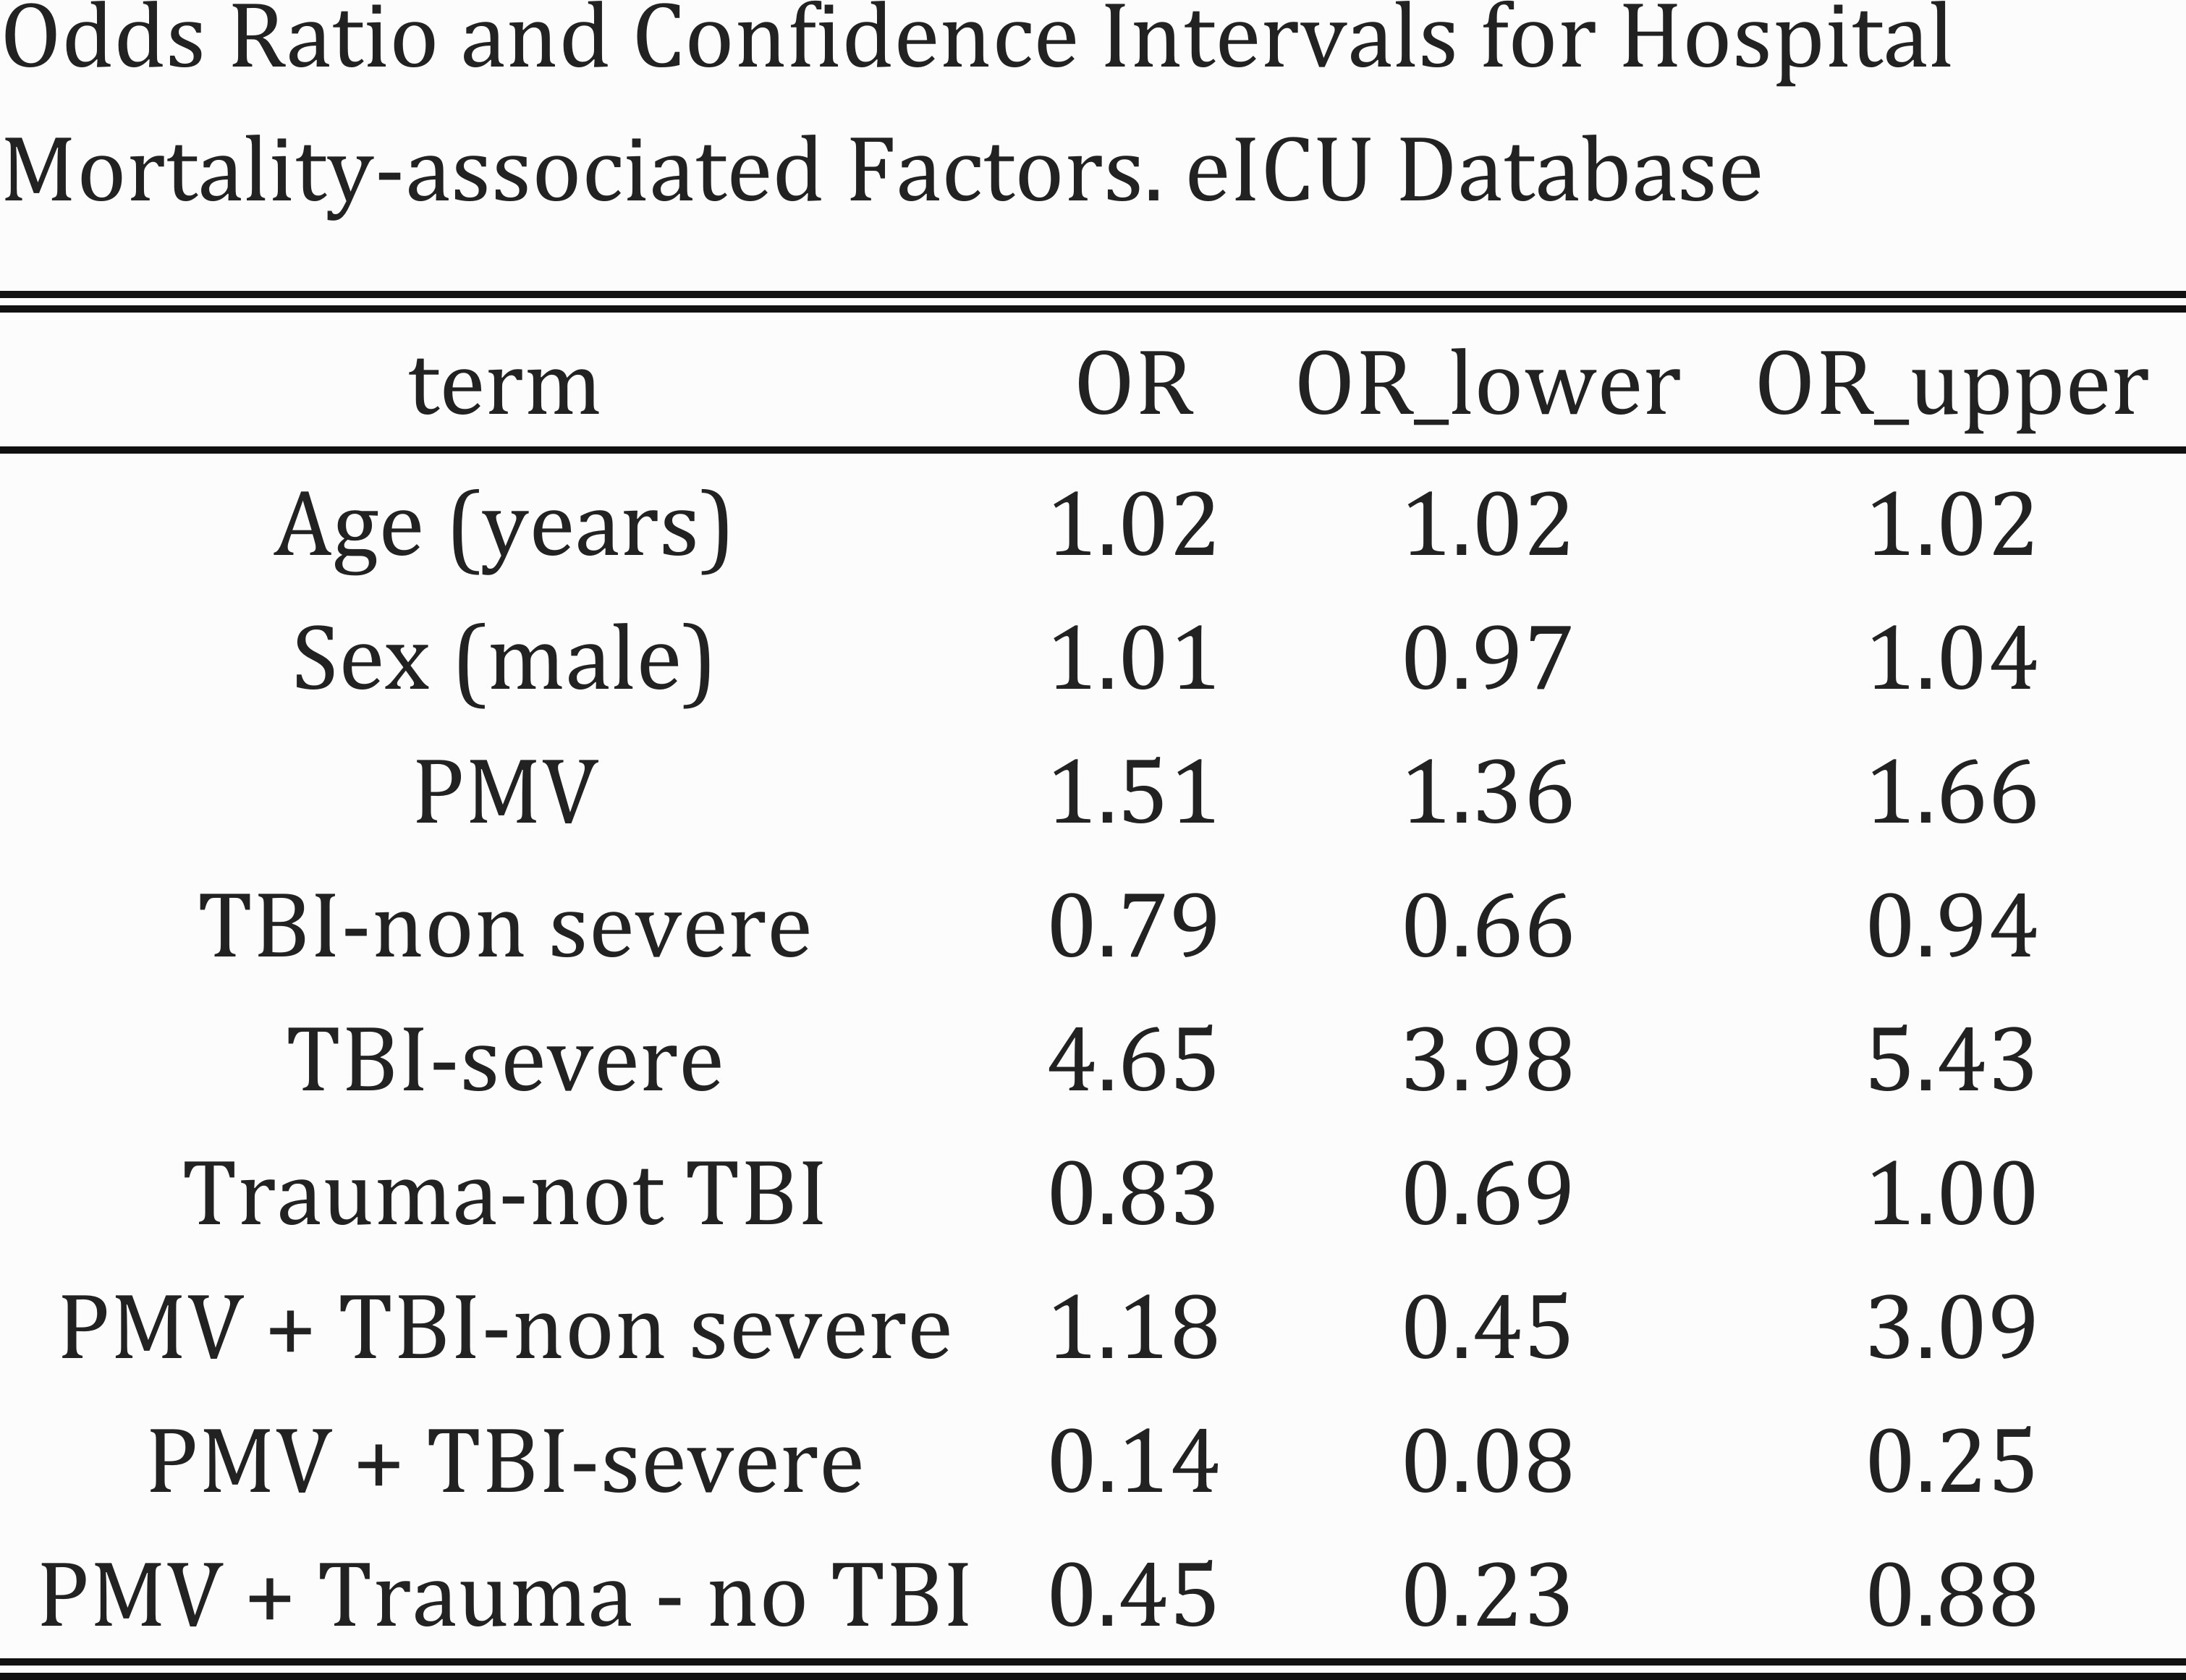 Odds Ratio and Confidence Intervals for Hospital
Mortality-associated Factors. eICU Database
term OR OR_lower OR_upper
Age (years) 1.02 1.02 1.02
Sex (male) 1.01 0.97 1.04
PMV 1.51 1.36 1.66
TBI-non severe 0.79 0.66 0.94
TBI-severe 4.65 3.98 5.43
Trauma-not TBI 0.83 0.69 1.00
PMV + TBI-non severe 1.18 0.45 3.09
PMV + TBI-severe 0.14 0.08 0.25
PMV + Trauma - no TBI 0.45 0.23 0.88